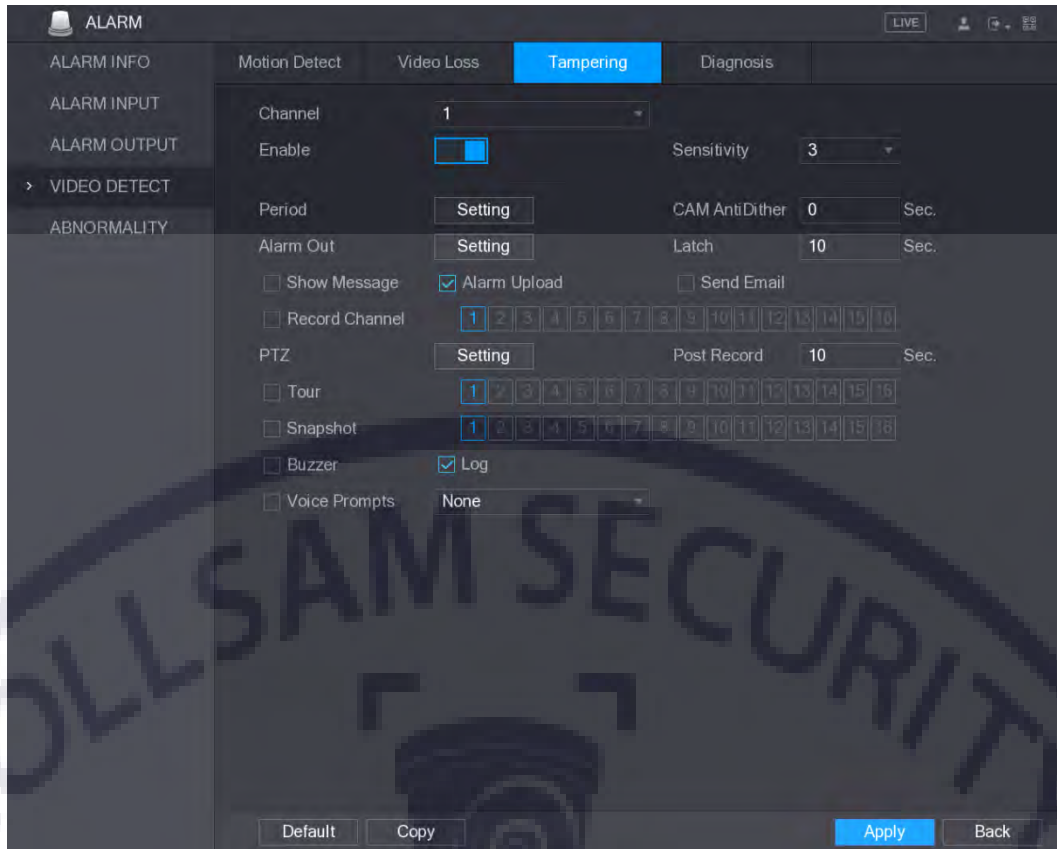 ALARM
LIVE
ALARM INFO
ALARM INPUT
ALARM OUTPUT
> VIDEO DETECT
ABNORMALITY
Motion Detect Video Loss Tampering Diagnosis
Channel 1
Enable Sensitivity 3
Period Setting CAM AntiDither 0 Sec.
Alarm Out Setting Latch 10 Sec.
Show Message Alarm Upload Send Email
Record Channel 1 2 3 4 5 6 7 8 9 10 11 12 13 14 15 16
PTZ Setting Post Record 10 Sec.
Tour 1 2 3 4 5 6 7 8 9 10 11 12 13 14 15 16
Snapshot 1 2 3 4 5 6 7 8 9 10 11 12 13 14 15 16
Buzzer Log
Voice Prompts None
OLLSAM SECURIT
Default Copy Apply Back